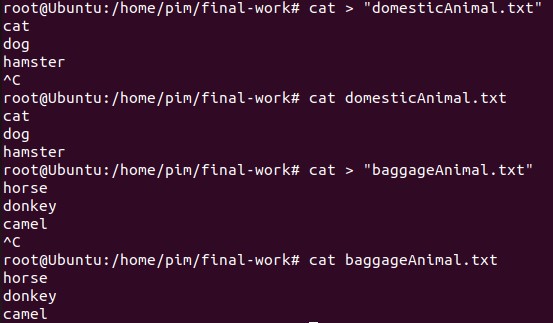 root@Ubuntu:/home/pim/final-work# cat > "domesticAnimal.txt"
cat
dog
hamster
^C
root@Ubuntu:/home/pim/final-work# cat domesticAnimal.txt
cat
dog
hamster
root@Ubuntu:/home/pim/final-work# cat > "baggageAnimal.txt"
horse
donkey
camel
^C
root@Ubuntu:/home/pim/final-work# cat baggageAnimal.txt
horse
donkey
camel